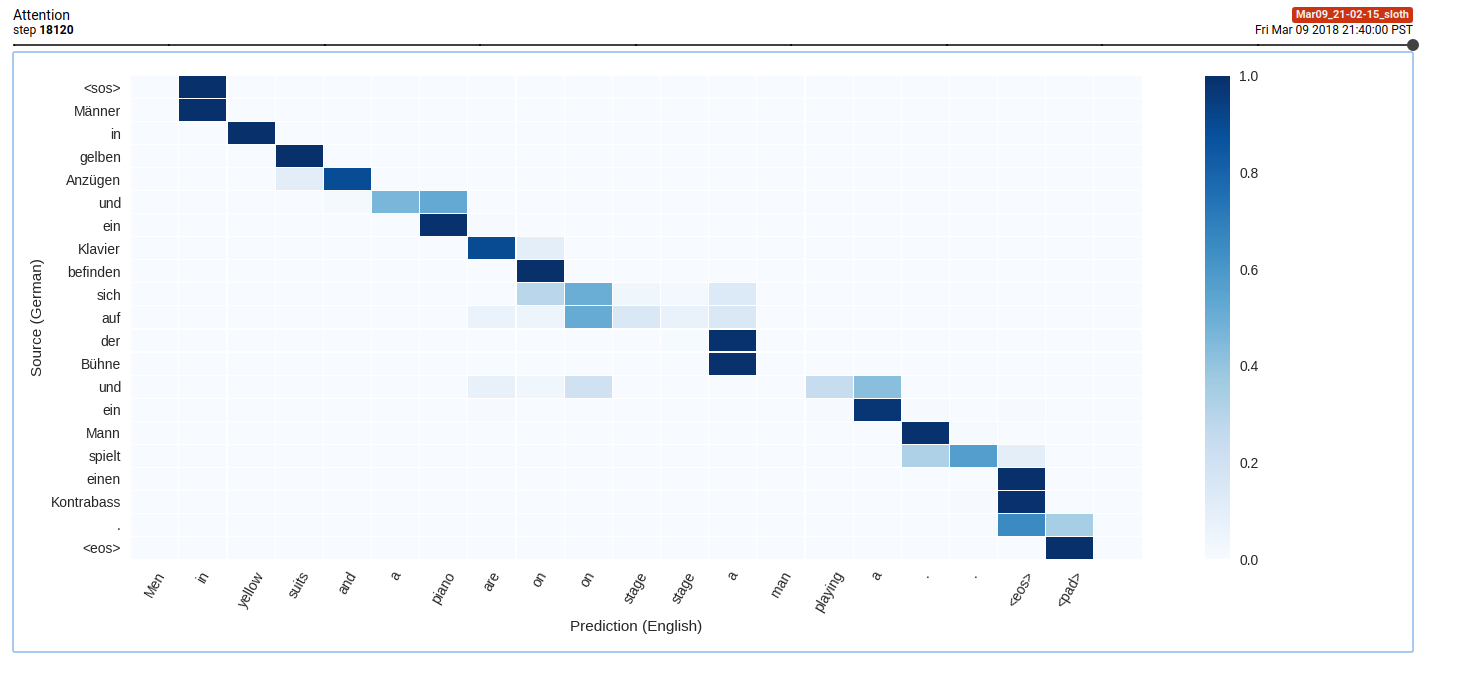 Attention
step 18120
Mar09_21-02-15_sloth
Fri Mar 09 2018 21:40:00 PST
Source (German)
<sos>
Männer
in
gelben
Anzügen
und
ein
Klavier
befinden
sich
auf
der
Bühne
und
ein
Mann
spielt
einen
Kontrabass
.
<eos>
Men
in
yellow
suits
and
a
piano
are
on
on
stage
stage
a
man
playing
a
.
.
<eos>
<pad>
Prediction (English)
1.0
0.8
0.6
0.4
0.2
0.0